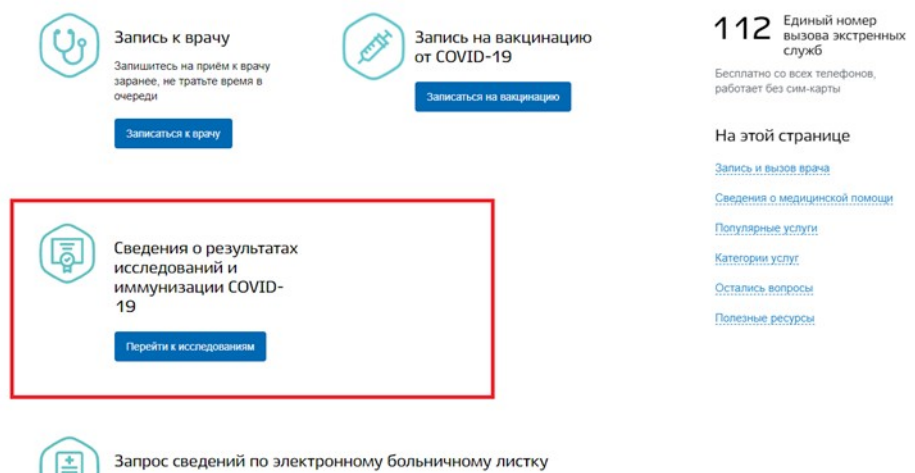 Запись к врачу
Запишитесь на приём к врачу
заранее, не тратьте время в
очереди
Записаться к врачу
Запись на вакцинацию
от COVID-19
Записаться на вакцинацию
112
Единый номер
вызова экстренных
служб
Бесплатно со всех телефонов,
работает без сим-карты
На этой странице
Запись и вызов врача
Сведения о медицинской помощи
Популярные услуги
Категории услуг
Остались вопросы
Полезные ресурсы
Сведения о результатах
исследований и
иммунизации COVID-
19
Перейти к исследованиям
Запрос сведений по электронному больничному листку